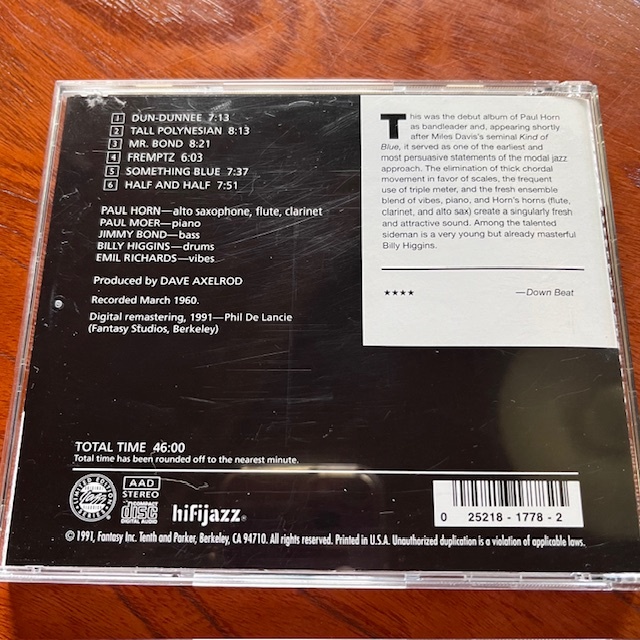 1 DUN-DUNNEE 7:13
2 TALL POLYNESIAN 8:13
3 MR. BOND 8:21
4 FREMPTZ 6:03
5 SOMETHING BLUE 7:37
6 HALF AND HALF 7:51
PAUL HORN—alto saxophone, flute, clarinet
PAUL MOER—piano
JIMMY BOND—bass
BILLY HIGGINS—drums
EMIL RICHARDS—vibes
Produced by DAVE AXELROD
Recorded March 1960.
Digital remastering, 1991—Phil De Lancie
(Fantasy Studios, Berkeley)
This was the debut album of Paul Horn
as bandleader and, appearing shortly
after Miles Davis's seminal Kind of
Blue, it served as one of the earliest and
most persuasive statements of the modal jazz
approach. The elimination of thick chordal
movement in favor of scales, the frequent
use of triple meter, and the fresh ensemble
blend of vibes, piano, and Horn's horns (flute,
clarinet, and alto sax) create a singularly fresh
and attractive sound. Among the talented
sideman is a very young but already masterful
Billy Higgins.
★★★★ —Down Beat
TOTAL TIME 46:00
Total time has been rounded off to the nearest minute.
LIMITED EDITION
SERIES
AAD
STEREO
COMPACT
disc
DIGITAL AUDIO
hifijazz®
0 25218-1778-2
© 1991, Fantasy Inc. Tenth and Parker, Berkeley, CA 94710. All rights reserved. Printed in U.S.A. Unauthorized duplication is a violation of applicable laws.